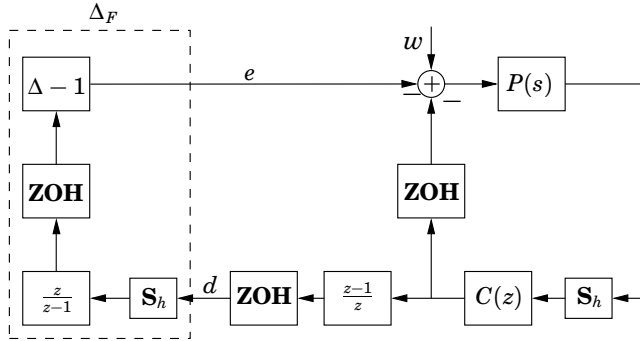 Δ_F
w
Δ − 1
e
− + −
P(s)
ZOH
ZOH
z/(z−1)
S_h
d
ZOH
(z−1)/z
C(z)
S_h